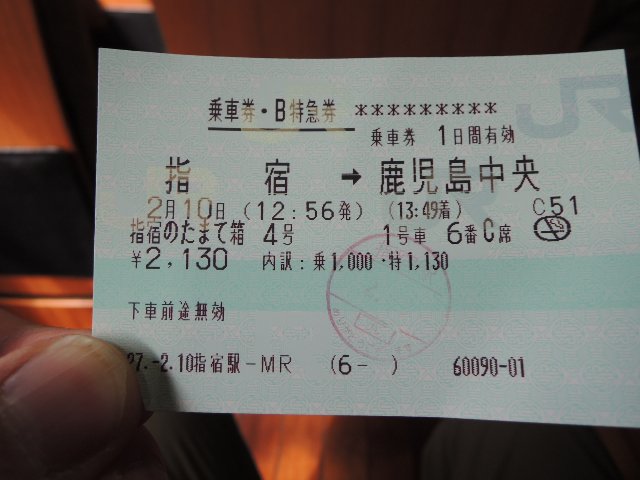 乗車券・B特急券 *********
乗車券 1日間有効
指宿 → 鹿児島中央
2月10日 (12:56発) (13:49着) C51
指宿のたまて箱 4号 1号車 6番C席
¥2,130 内訳:乗1,000・特1,130
下車前途無効
27.-2.10指宿駅-MR (6- ) 60090-01